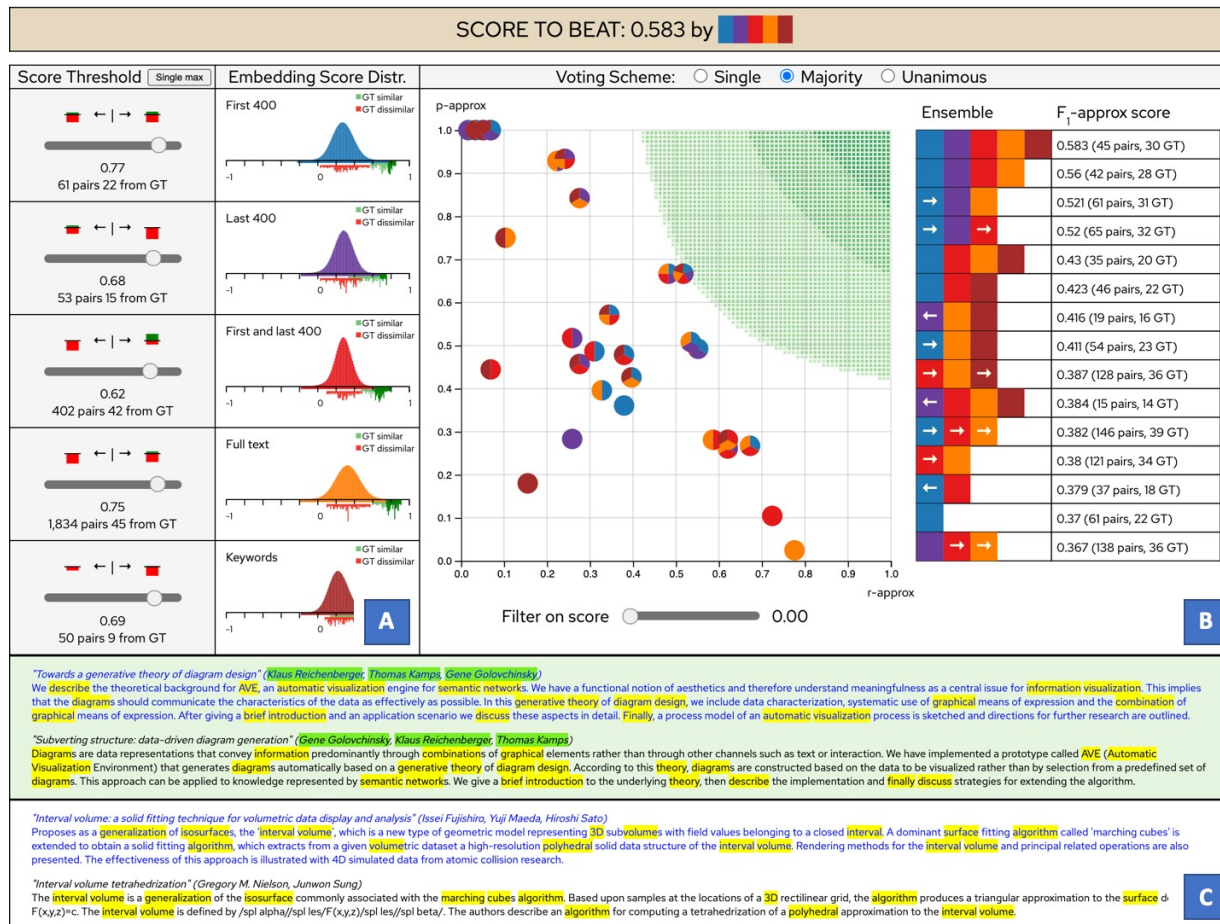 SCORE TO BEAT: 0.583 by
Score Threshold
Single max
Embedding Score Distr.
Voting Scheme:
Single
Majority
Unanimous
← | →
0.77
61 pairs 22 from GT
First 400
GT similar
GT dissimilar
-1
0
← | →
0.68
53 pairs 15 from GT
Last 400
GT similar
GT dissimilar
-1
0
← | →
0.62
402 pairs 42 from GT
First and last 400
GT similar
GT dissimilar
-1
0
← | →
0.75
1,834 pairs 45 from GT
Full text
GT similar
GT dissimilar
-1
0
← | →
0.69
50 pairs 9 from GT
Keywords
GT similar
GT dissimilar
-1
0
A
p-approx
1.0
0.9
0.8
0.7
0.6
0.5
0.4
0.3
0.2
0.1
0.0
0.0 0.1 0.2 0.3 0.4 0.5 0.6 0.7 0.8 0.9 1.0
r-approx
Filter on score
0.00
Ensemble
F1-approx score
0.583 (45 pairs, 30 GT)
0.56 (42 pairs, 28 GT)
→ 0.521 (61 pairs, 31 GT)
→ → 0.52 (65 pairs, 32 GT)
0.43 (35 pairs, 20 GT)
0.423 (46 pairs, 22 GT)
← 0.416 (19 pairs, 16 GT)
→ 0.411 (54 pairs, 23 GT)
→ → 0.387 (128 pairs, 36 GT)
← 0.384 (15 pairs, 14 GT)
→ → → 0.382 (146 pairs, 39 GT)
→ 0.38 (121 pairs, 34 GT)
← 0.379 (37 pairs, 18 GT)
0.37 (61 pairs, 22 GT)
→ → 0.367 (138 pairs, 36 GT)
B
"Towards a generative theory of diagram design" (Klaus Reichenberger, Thomas Kamps, Gene Golovchinsky)
We describe the theoretical background for AVE, an automatic visualization engine for semantic networks. We have a functional notion of aesthetics and therefore understand meaningfulness as a central issue for information visualization. This implies
that the diagrams should communicate the characteristics of the data as effectively as possible. In this generative theory of diagram design, we include data characterization, systematic use of graphical means of expression and the combination of
graphical means of expression. After giving a brief introduction and an application scenario we discuss these aspects in detail. Finally, a process model of an automatic visualization process is sketched and directions for further research are outlined.
"Subverting structure: data-driven diagram generation" (Gene Golovchinsky, Klaus Reichenberger, Thomas Kamps)
Diagrams are data representations that convey information predominantly through combinations of graphical elements rather than through other channels such as text or interaction. We have implemented a prototype called AVE (Automatic
Visualization Environment) that generates diagrams automatically based on a generative theory of diagram design. According to this theory, diagrams are constructed based on the data to be visualized rather than by selection from a predefined set of
diagrams. This approach can be applied to knowledge represented by semantic networks. We give a brief introduction to the underlying theory, then describe the implementation and finally discuss strategies for extending the algorithm.
"Interval volume: a solid fitting technique for volumetric data display and analysis" (Issei Fujishiro, Yuji Maeda, Hiroshi Sato)
Proposes as a generalization of isosurfaces, the 'interval volume', which is a new type of geometric model representing 3D subvolumes with field values belonging to a closed interval. A dominant surface fitting algorithm called 'marching cubes' is
extended to obtain a solid fitting algorithm, which extracts from a given volumetric dataset a high-resolution polyhedral solid data structure of the interval volume. Rendering methods for the interval volume and principal related operations are also
presented. The effectiveness of this approach is illustrated with 4D simulated data from atomic collision research.
"Interval volume tetrahedrization" (Gregory M. Nielson, Junwon Sung)
The interval volume is a generalization of the isosurface commonly associated with the marching cubes algorithm. Based upon samples at the locations of a 3D rectilinear grid, the algorithm produces a triangular approximation to the surface d
F(x,y,z)=c. The interval volume is defined by /spl alpha//spl les/F(x,y,z)/spl les//spl beta/. The authors describe an algorithm for computing a tetrahedrization of a polyhedral approximation to the interval volume.
C